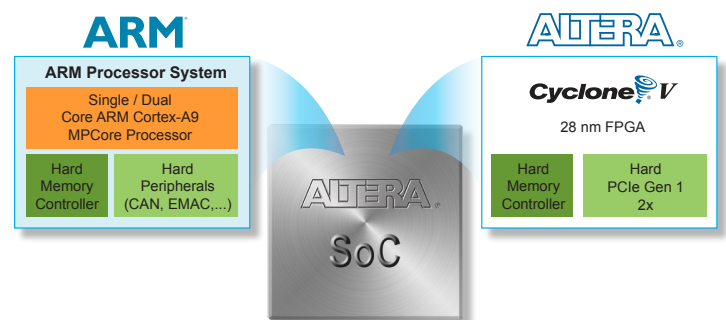 ARM
ARM Processor System
Single / Dual
Core ARM Cortex-A9
MPCore Processor
Hard
Memory
Controller
Hard
Peripherals
(CAN, EMAC,...)
ALTERA®
SoC
ALTERA®
Cyclone V
28 nm FPGA
Hard
Memory
Controller
Hard
PCIe Gen 1
2x